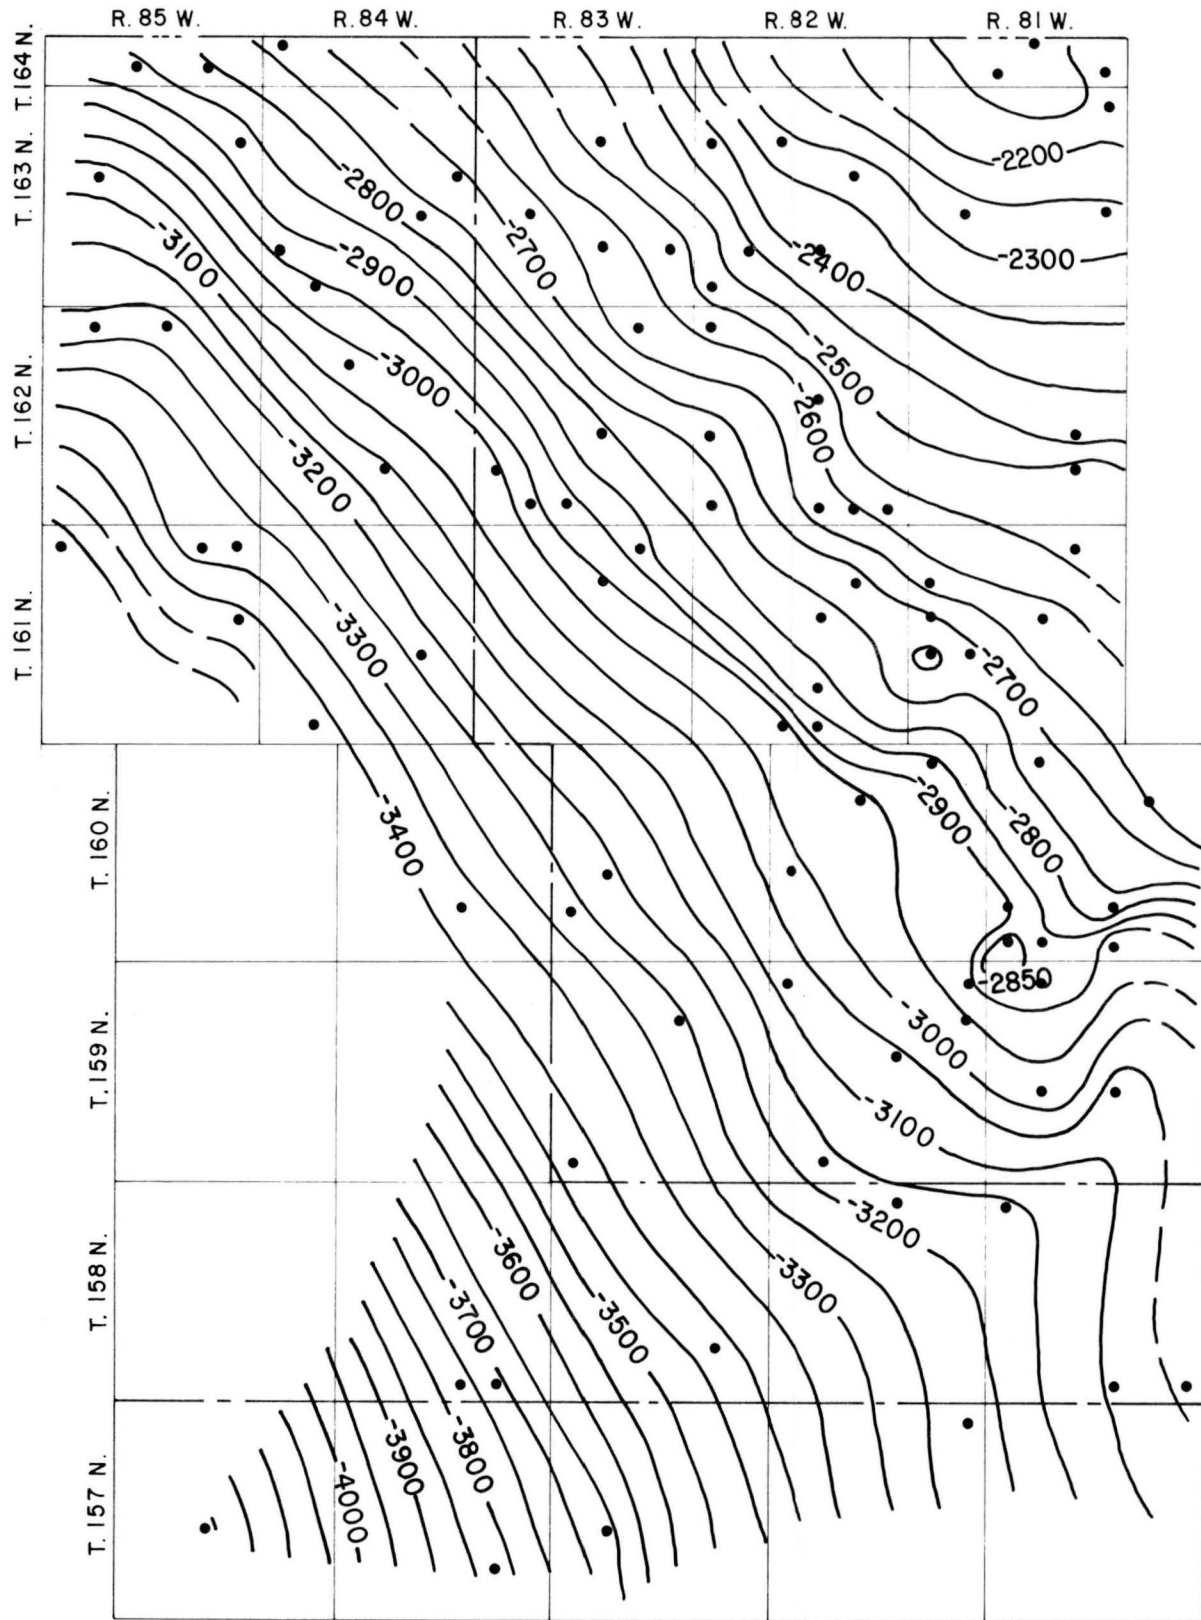 R. 85 W.
R. 84 W.
R. 83 W.
R. 82 W.
R. 81 W.
T. 164 N.
T. 163 N.
T. 162 N.
T. 161 N.
T. 160 N.
T. 159 N.
T. 158 N.
T. 157 N.
-2200
-2800
-2700
-3100
-2900
-2400
-2300
-3000
-2500
-2600
-3200
-3300
-2700
-3400
-2900
-2800
-2850
-3000
-3100
-3200
-3600
-3300
-3700
-3500
-3900
-3800
-4000